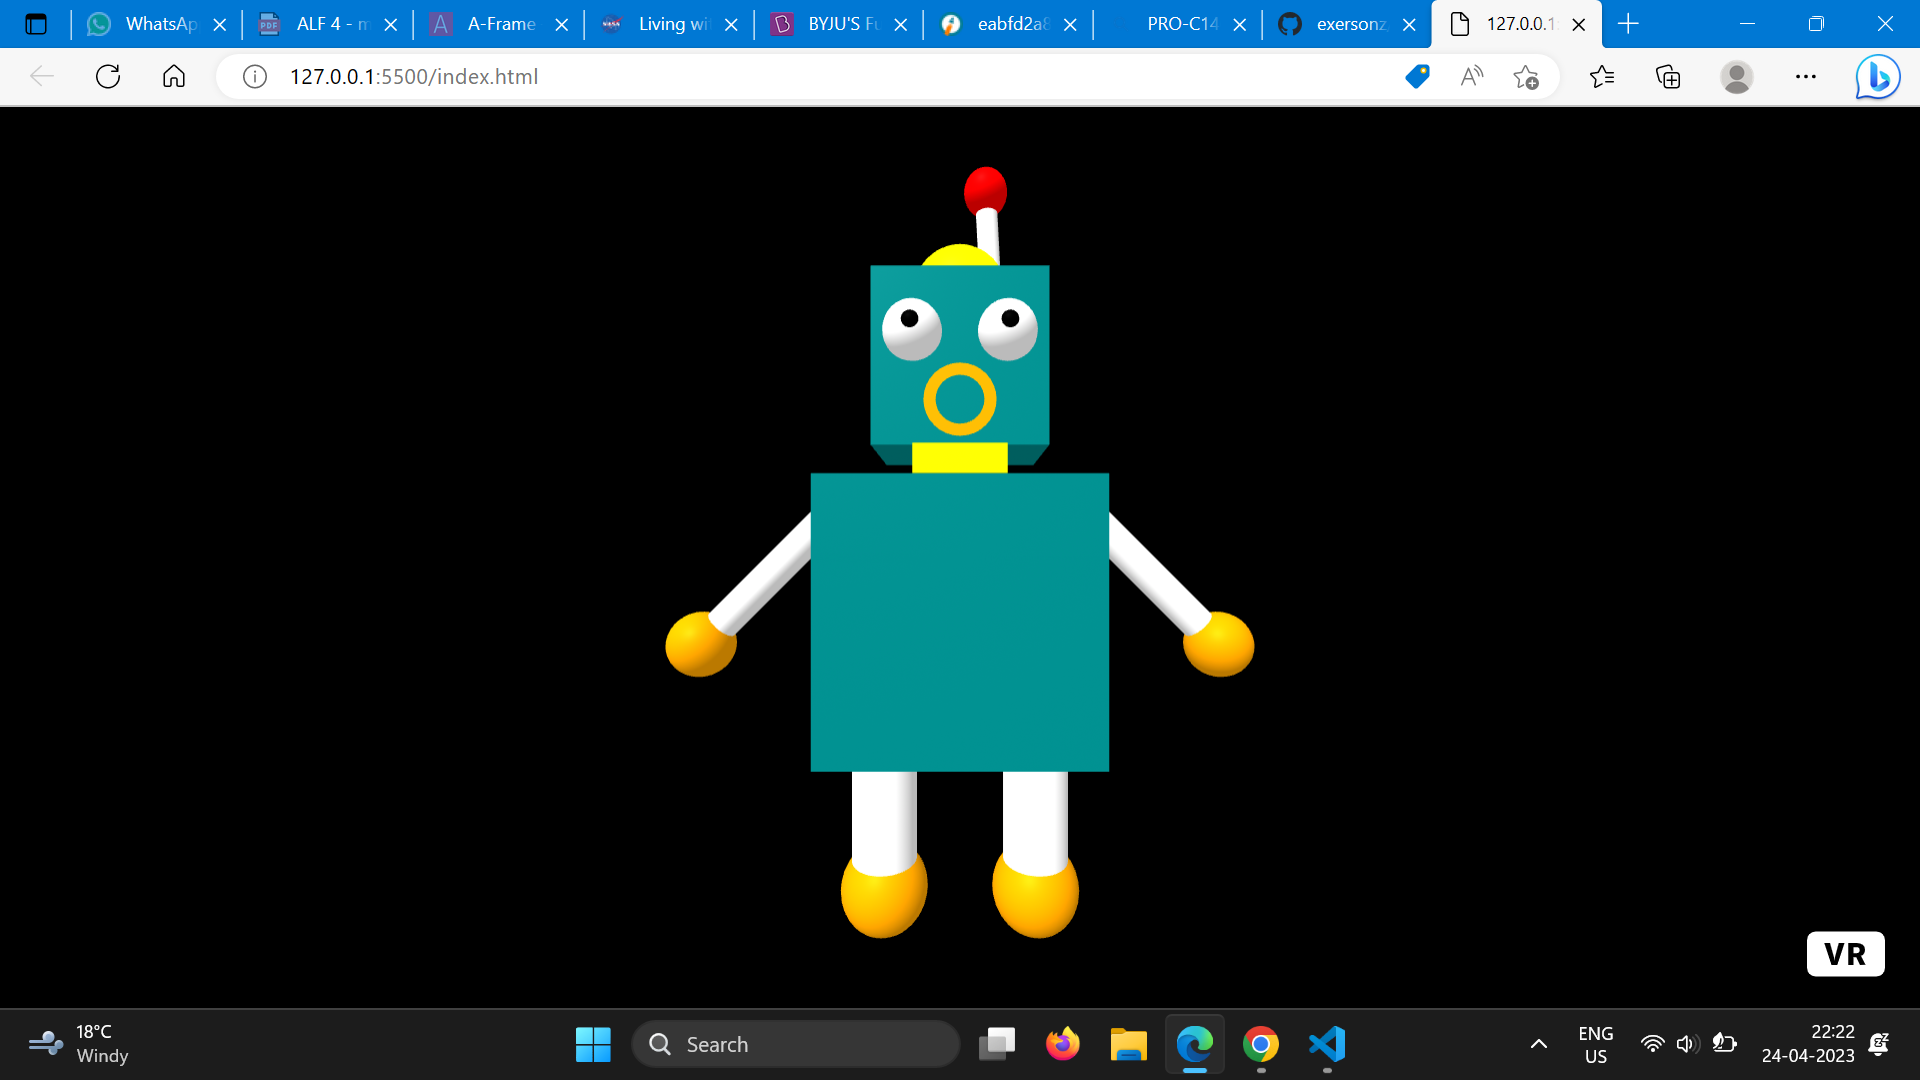 WhatsAp
ALF 4 - m
A-Frame
Living wi
BYJU'S Fu
eabfd2a8
PRO-C14
exersonz
127.0.0.1:
127.0.0.1:5500/index.html
VR
18°C
Windy
Search
ENG
US
22:22
24-04-2023